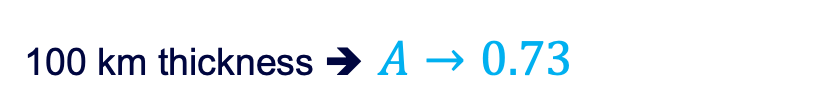 100 km thickness ➔ A → 0.73